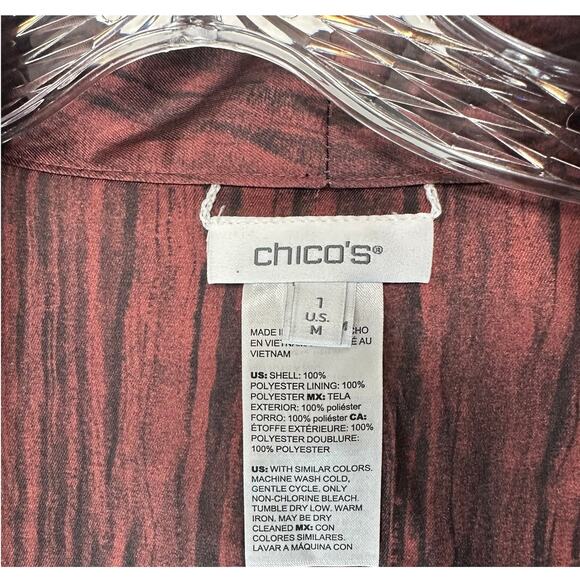 chico's®
1
U.S.
M
MADE
EN AU
VIETNAM
US: SHELL: 100%
POLYESTER LINING: 100%
POLYESTER MX: TELA
EXTERIOR: 100% poliéster
FORRO: 100% poliéster CA:
ÉTOFFE EXTÉRIEURE: 100%
POLYESTER DOUBLURE:
100% POLYESTER
US: WITH SIMILAR COLORS.
MACHINE WASH COLD,
GENTLE CYCLE. ONLY
NON-CHLORINE BLEACH.
TUMBLE DRY LOW. WARM
IRON. MAY BE DRY
CLEANED MX: CON
COLORES SIMILARES.
LAVAR A MÁQUINA CON